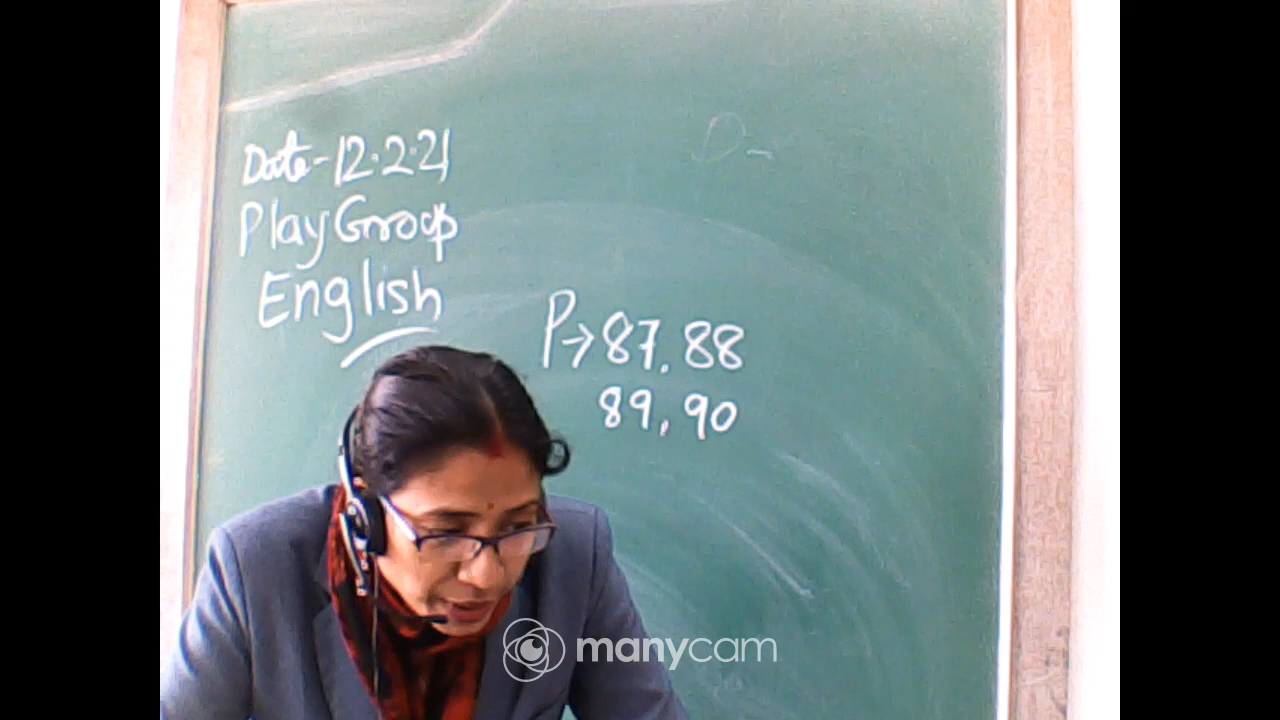 Date-12.2.21
Play Group
English
P→87, 88
89, 90
manycam